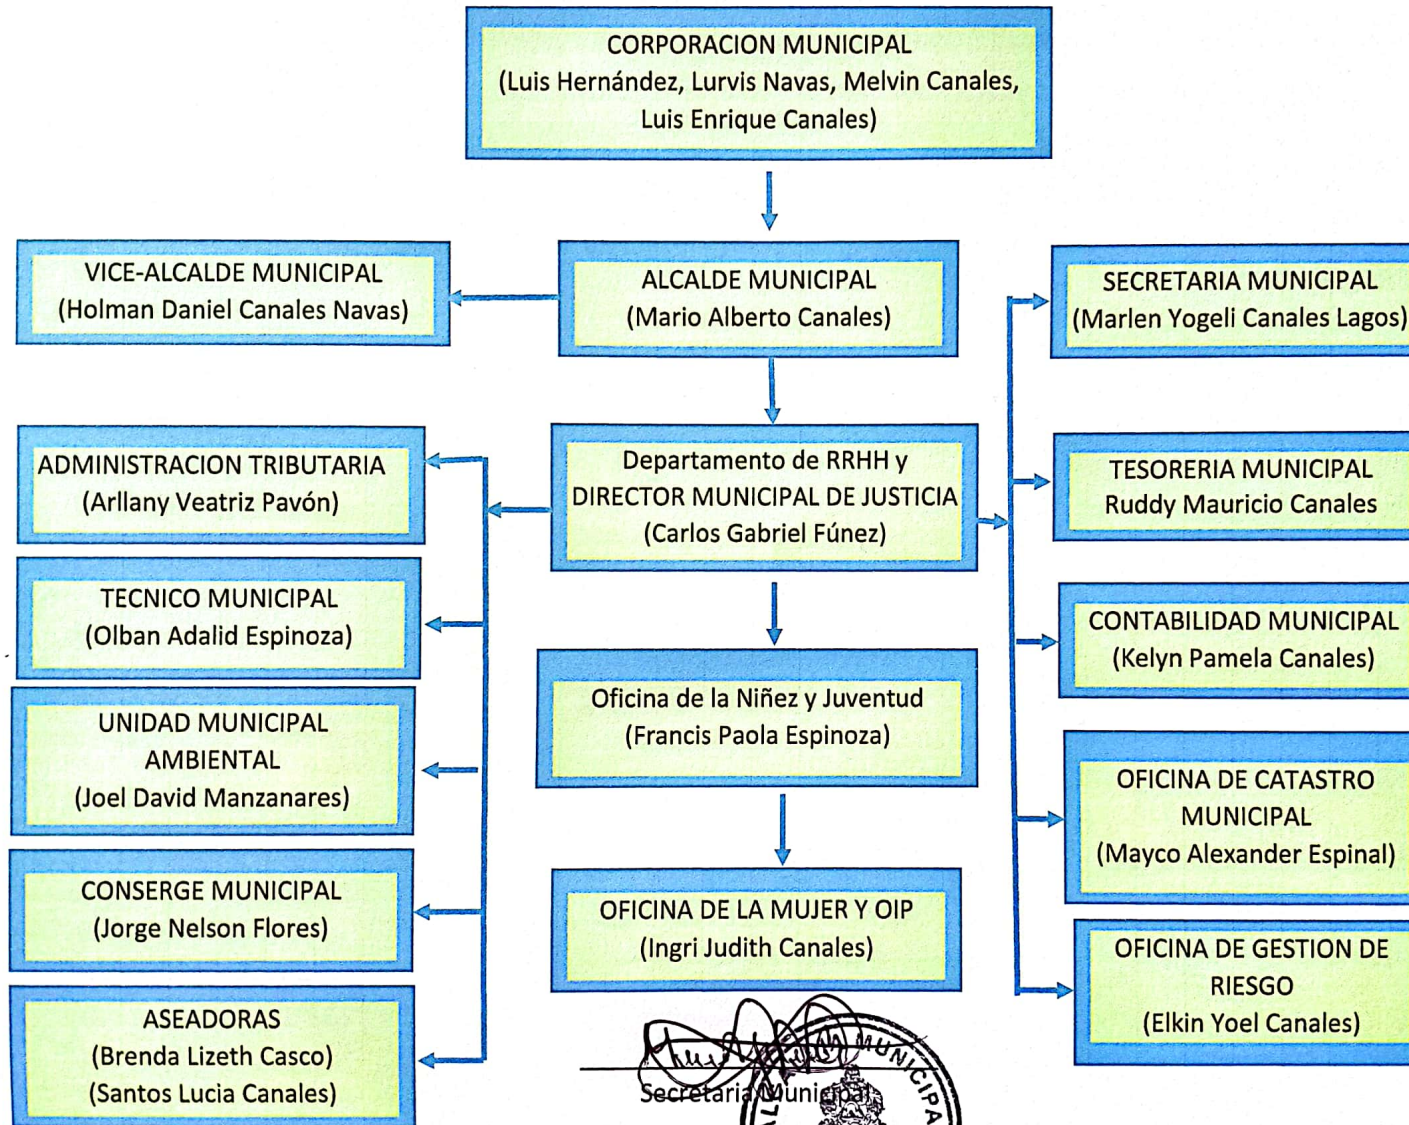 CORPORACION MUNICIPAL
(Luis Hernández, Lurvis Navas, Melvin Canales,
Luis Enrique Canales)
VICE-ALCALDE MUNICIPAL
(Holman Daniel Canales Navas)
ALCALDE MUNICIPAL
(Mario Alberto Canales)
SECRETARIA MUNICIPAL
(Marlen Yogeli Canales Lagos)
ADMINISTRACION TRIBUTARIA
(Arllany Veatriz Pavón)
Departamento de RRHH y
DIRECTOR MUNICIPAL DE JUSTICIA
(Carlos Gabriel Fúnez)
TESORERIA MUNICIPAL
Ruddy Mauricio Canales
TECNICO MUNICIPAL
(Olban Adalid Espinoza)
CONTABILIDAD MUNICIPAL
(Kelyn Pamela Canales)
UNIDAD MUNICIPAL
AMBIENTAL
(Joel David Manzanares)
Oficina de la Niñez y Juventud
(Francis Paola Espinoza)
OFICINA DE CATASTRO
MUNICIPAL
(Mayco Alexander Espinal)
CONSERGE MUNICIPAL
(Jorge Nelson Flores)
OFICINA DE LA MUJER Y OIP
(Ingri Judith Canales)
OFICINA DE GESTION DE
RIESGO
(Elkin Yoel Canales)
ASEADORAS
(Brenda Lizeth Casco)
(Santos Lucia Canales)
Secretaria Municipal